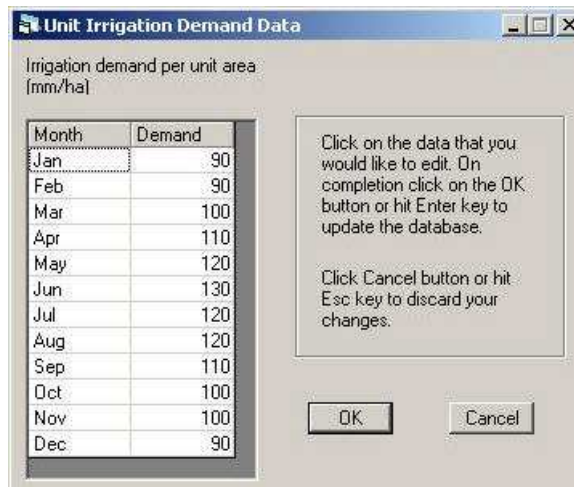 Unit Irrigation Demand Data
Irrigation demand per unit area
(mm/ha)
Month Demand
Jan 90
Feb 90
Mar 100
Apr 110
May 120
Jun 130
Jul 120
Aug 120
Sep 110
Oct 100
Nov 100
Dec 90
Click on the data that you
would like to edit. On
completion click on the OK
button or hit Enter key to
update the database.
Click Cancel button or hit
Esc key to discard your
changes.
OK Cancel